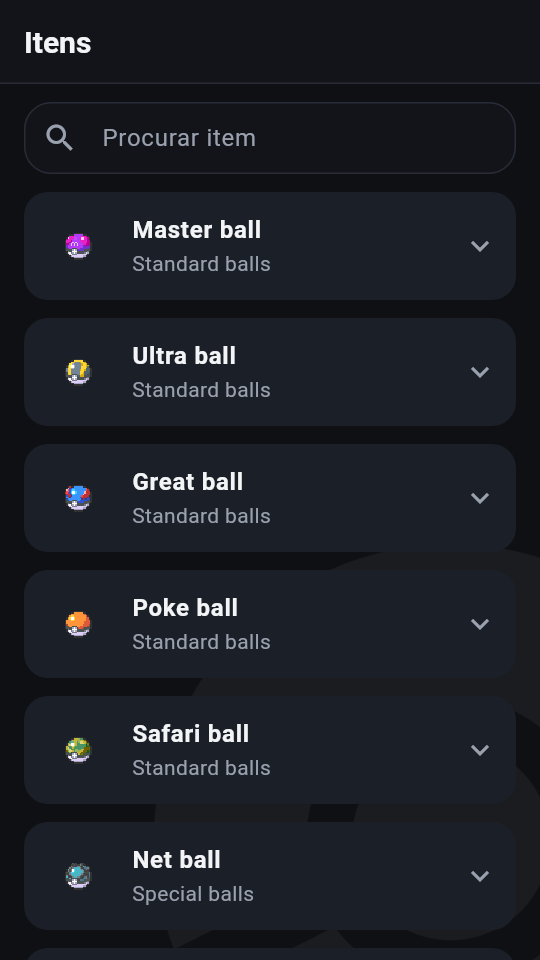 Itens
Procurar item
Master ball
Standard balls
Ultra ball
Standard balls
Great ball
Standard balls
Poke ball
Standard balls
Safari ball
Standard balls
Net ball
Special balls